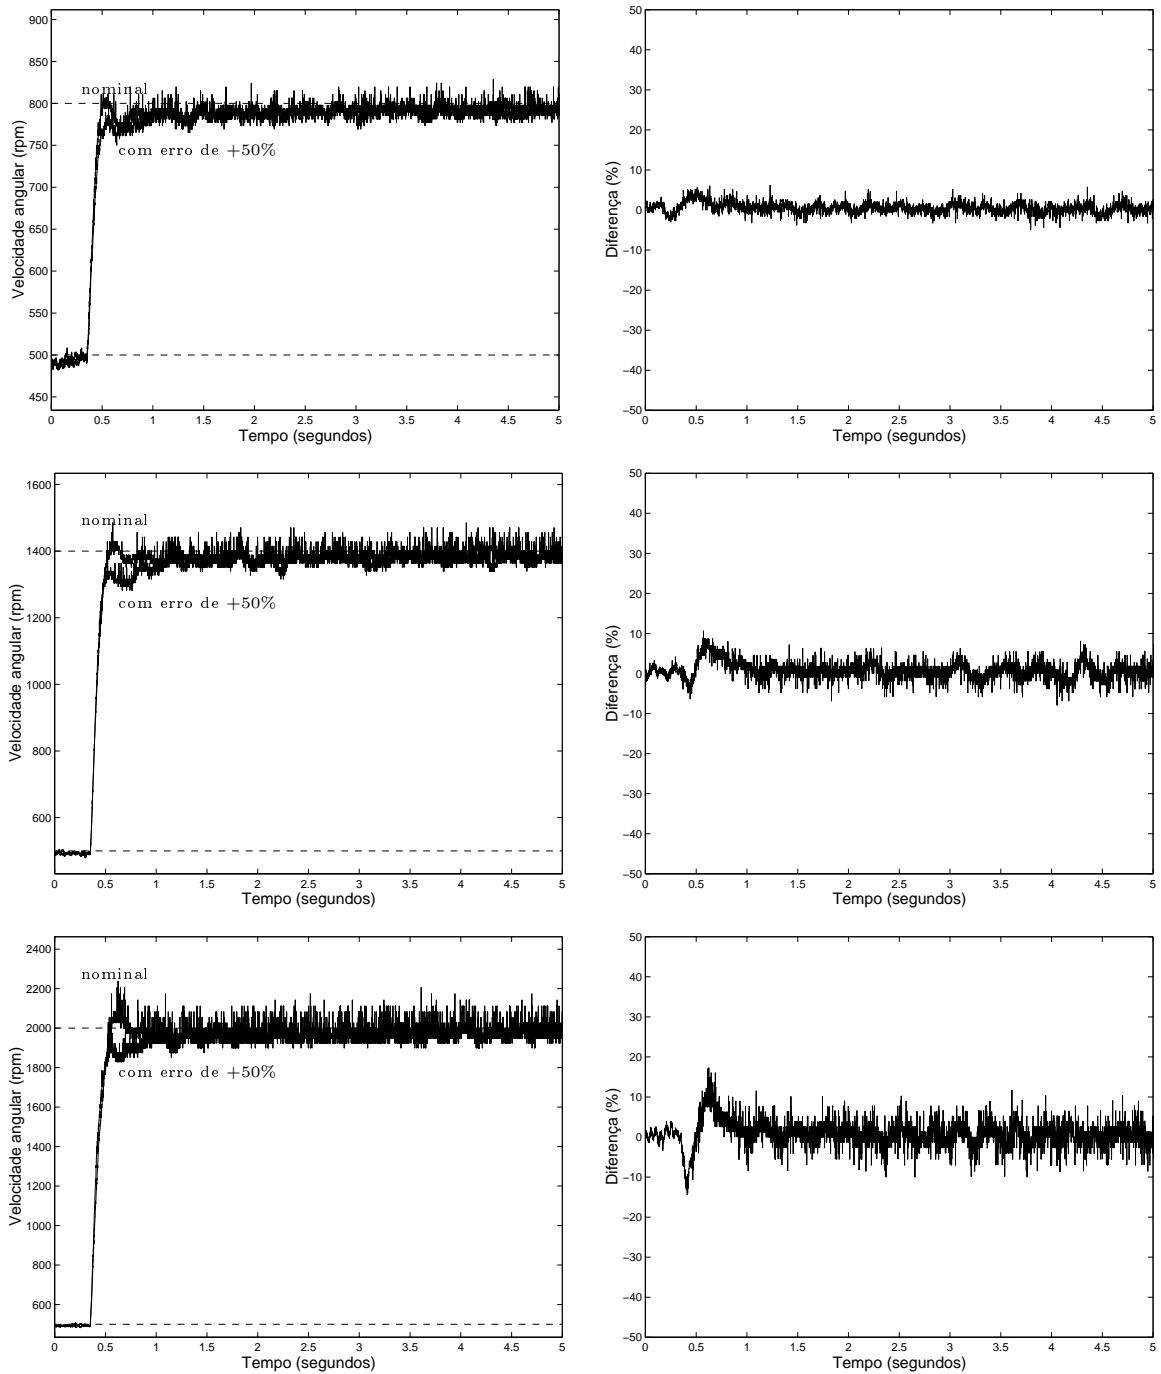 900
850
800
750
700
650
600
550
500
450
Velocidade angular (rpm)
nominal
com erro de +50%
0 0.5 1 1.5 2 2.5 3 3.5 4 4.5 5
Tempo (segundos)
50
40
30
20
10
0
−10
−20
−30
−40
−50
Diferença (%)
0 0.5 1 1.5 2 2.5 3 3.5 4 4.5 5
Tempo (segundos)
1600
1400
1200
1000
800
600
Velocidade angular (rpm)
nominal
com erro de +50%
0 0.5 1 1.5 2 2.5 3 3.5 4 4.5 5
Tempo (segundos)
50
40
30
20
10
0
−10
−20
−30
−40
−50
Diferença (%)
0 0.5 1 1.5 2 2.5 3 3.5 4 4.5 5
Tempo (segundos)
2400
2200
2000
1800
1600
1400
1200
1000
800
600
Velocidade angular (rpm)
nominal
com erro de +50%
0 0.5 1 1.5 2 2.5 3 3.5 4 4.5 5
Tempo (segundos)
50
40
30
20
10
0
−10
−20
−30
−40
−50
Diferença (%)
0 0.5 1 1.5 2 2.5 3 3.5 4 4.5 5
Tempo (segundos)